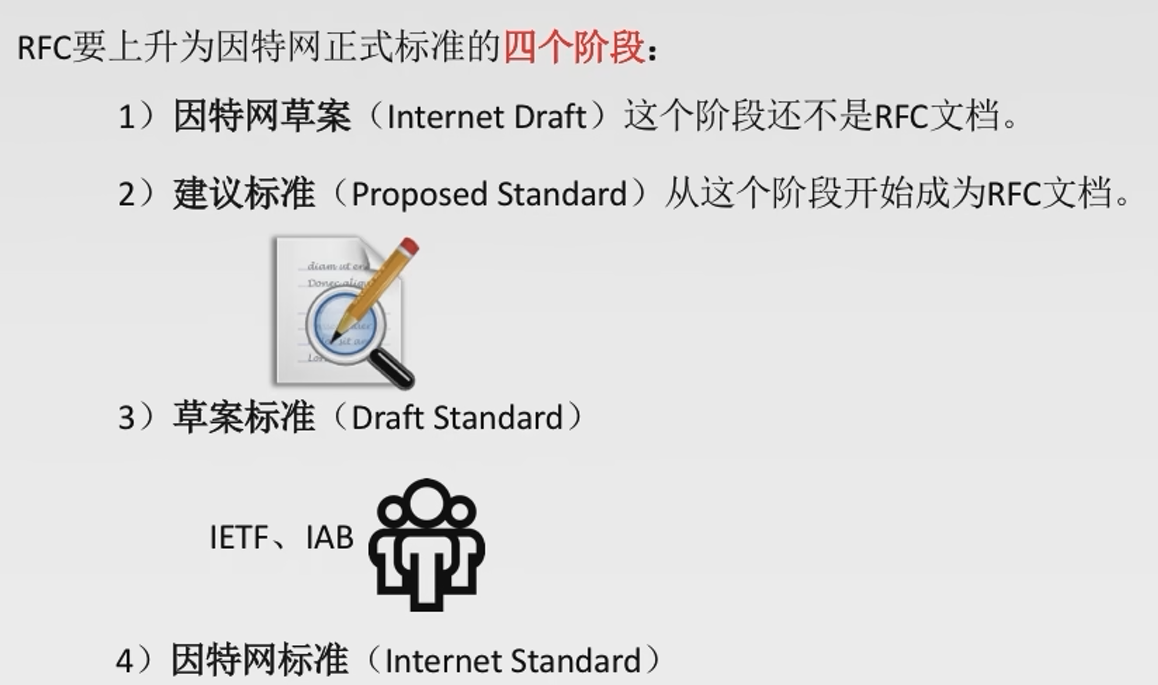 RFC要上升为因特网正式标准的四个阶段：
1）因特网草案（Internet Draft）这个阶段还不是RFC文档。
2）建议标准（Proposed Standard）从这个阶段开始成为RFC文档。
diam ut
Donec
sit
3）草案标准（Draft Standard）
IETF、IAB
4）因特网标准（Internet Standard）